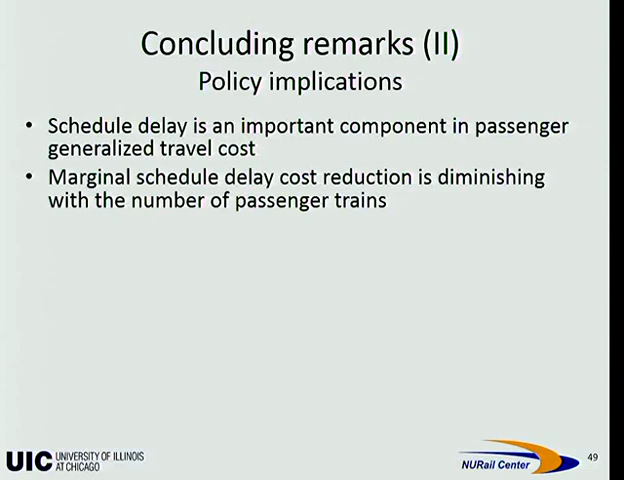 Concluding remarks (II)
Policy implications
• Schedule delay is an important component in passenger
generalized travel cost
• Marginal schedule delay cost reduction is diminishing
with the number of passenger trains
UIC UNIVERSITY OF ILLINOIS
AT CHICAGO
NURail Center
49